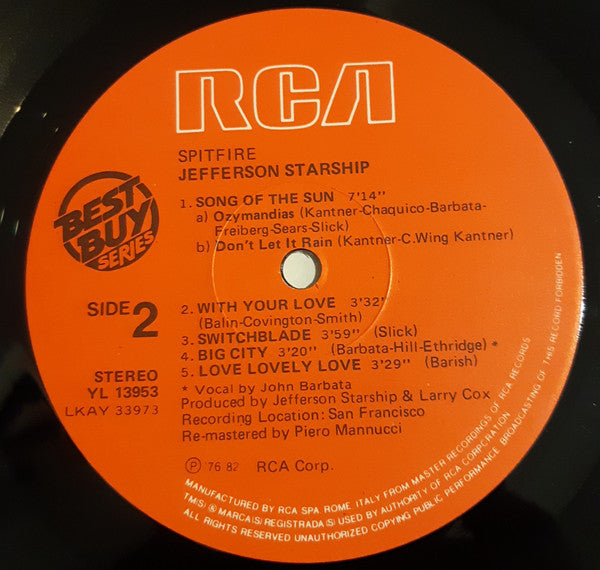 RCA
SPITFIRE
JEFFERSON STARSHIP
1. SONG OF THE SUN 7'14"
a) Ozymandias (Kantner-Chaquico-Barbata-
Freiberg-Sears-Slick)
b) Don't Let It Rain (Kantner-C.Wing Kantner)
BEST
BUY
SERIES
SIDE 2
2. WITH YOUR LOVE 3'32"
(Balin-Covington-Smith)
3. SWITCHBLADE 3'59" (Slick)
4. BIG CITY 3'20" (Barbata-Hill-Ethridge) *
5. LOVE LOVELY LOVE 3'29" (Barish)
STEREO
YL 13953
LKAY 33973
* Vocal by John Barbata
Produced by Jefferson Starship & Larry Cox
Recording Location: San Francisco
Re-mastered by Piero Mannucci
Ⓟ 76 82 RCA Corp.
MANUFACTURED BY RCA SPA ROME ITALY FROM MASTER RECORDINGS OF RCA RECORDS
TM(S) ® MARCA(S) REGISTRADA(S) USED BY AUTHORITY OF RCA CORPORATION
ALL RIGHTS RESERVED UNAUTHORIZED COPYING PUBLIC PERFORMANCE BROADCASTING OF THIS RECORD FORBIDDEN